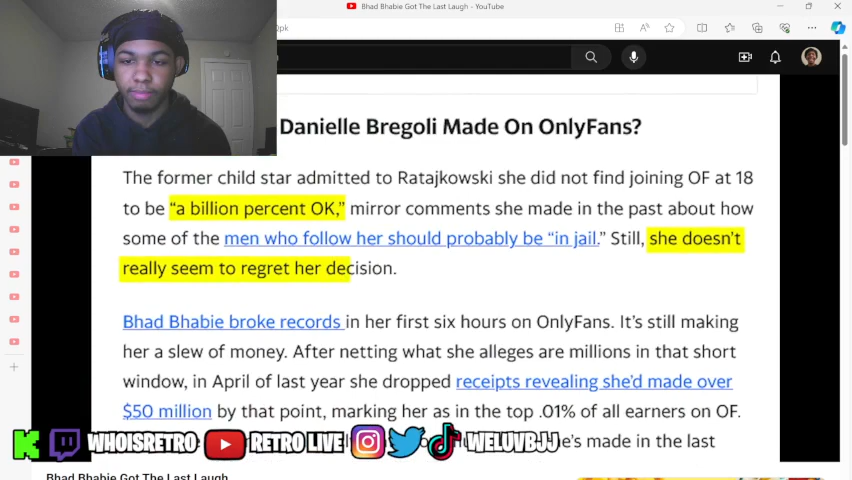 Bhad Bhabie Got The Last Laugh - YouTube
Danielle Bregoli Made On OnlyFans?
The former child star admitted to Ratajkowski she did not find joining OF at 18
to be “a billion percent OK,” mirror comments she made in the past about how
some of the men who follow her should probably be “in jail.” Still, she doesn’t
really seem to regret her decision.
Bhad Bhabie broke records in her first six hours on OnlyFans. It’s still making
her a slew of money. After netting what she alleges are millions in that short
window, in April of last year she dropped receipts revealing she’d made over
$50 million by that point, marking her as in the top .01% of all earners on OF.
she’s made in the last
WHOISRETRO RETRO LIVE WELUVBJJ
Bhad Bhabie Got The Last Laugh